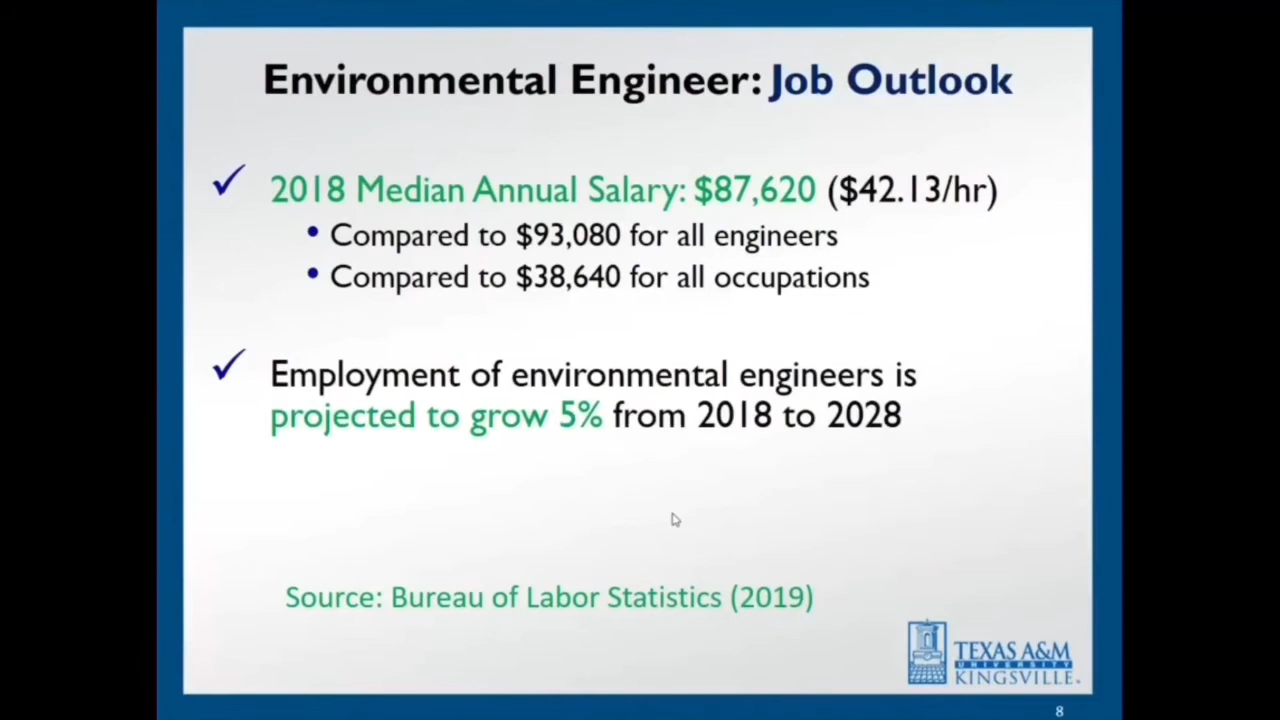 Environmental Engineer: Job Outlook
✓ 2018 Median Annual Salary: $87,620 ($42.13/hr)
• Compared to $93,080 for all engineers
• Compared to $38,640 for all occupations
✓ Employment of environmental engineers is
projected to grow 5% from 2018 to 2028
Source: Bureau of Labor Statistics (2019)
TEXAS A&M
UNIVERSITY
KINGSVILLE
8